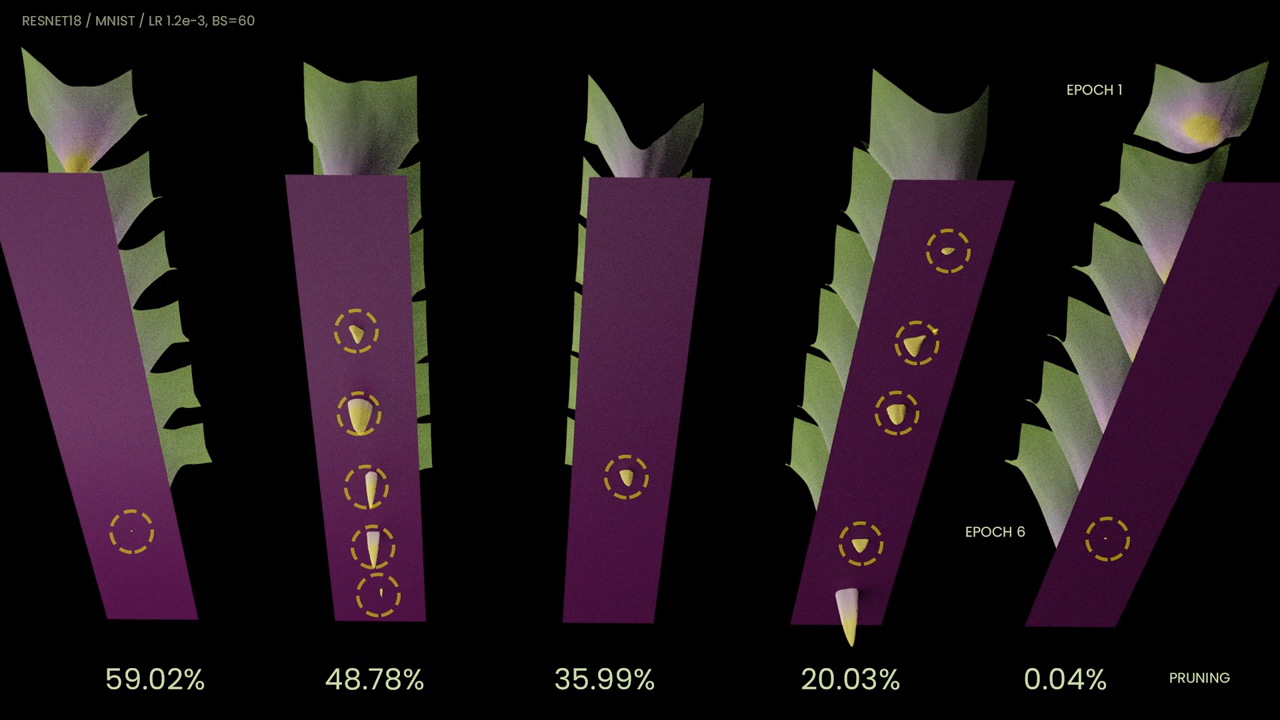 RESNET18 / MNIST / LR 1.2e-3, BS=60
EPOCH 1
EPOCH 6
59.02%
48.78%
35.99%
20.03%
0.04%
PRUNING